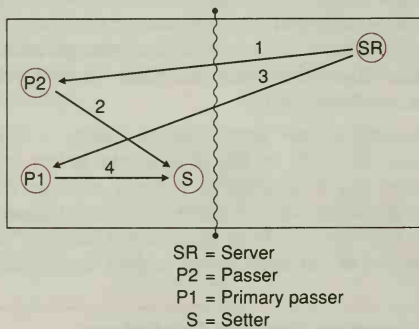 1
SR
3
P2
2
4
P1
S
SR = Server
P2 = Passer
P1 = Primary passer
S = Setter